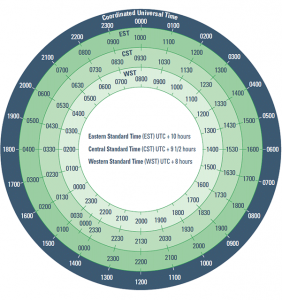 Coordinated Universal Time
0000 0100 0200 0300 0400 0500 0600 0700 0800 0900 1000 1100 1200 1300 1400 1500 1600 1700 1800 1900 2000 2100 2200 2300
EST
1000 1100 1200 1300 1400 1500 1600 1700 1800 1900 2000 2100 2200 2300 0000 0100 0200 0300 0400 0500 0600 0700 0800 0900
CST
0930 1030 1130 1230 1330 1430 1530 1630 1730 1830 1930 2030 2130 2230 2330 0030 0130 0230 0330 0430 0530 0630 0730 0830
WST
0800 0900 1000 1100 1200 1300 1400 1500 1600 1700 1800 1900 2000 2100 2200 2300 0000 0100 0200 0300 0400 0500 0600 0700
Eastern Standard Time (EST) UTC + 10 hours
Central Standard Time (CST) UTC + 9 1/2 hours
Western Standard Time (WST) UTC + 8 hours